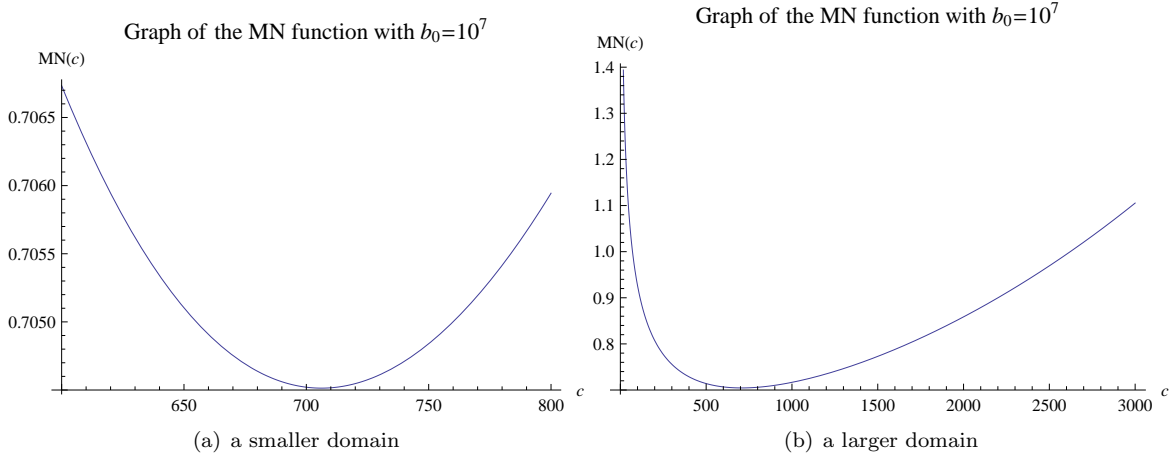 Graph of the MN function with b₀=10⁷
MN(c)
0.7065
0.7060
0.7055
0.7050
650 700 750 800 c
(a) a smaller domain
Graph of the MN function with b₀=10⁷
MN(c)
1.4
1.3
1.2
1.1
1.0
0.9
0.8
500 1000 1500 2000 2500 3000 c
(b) a larger domain